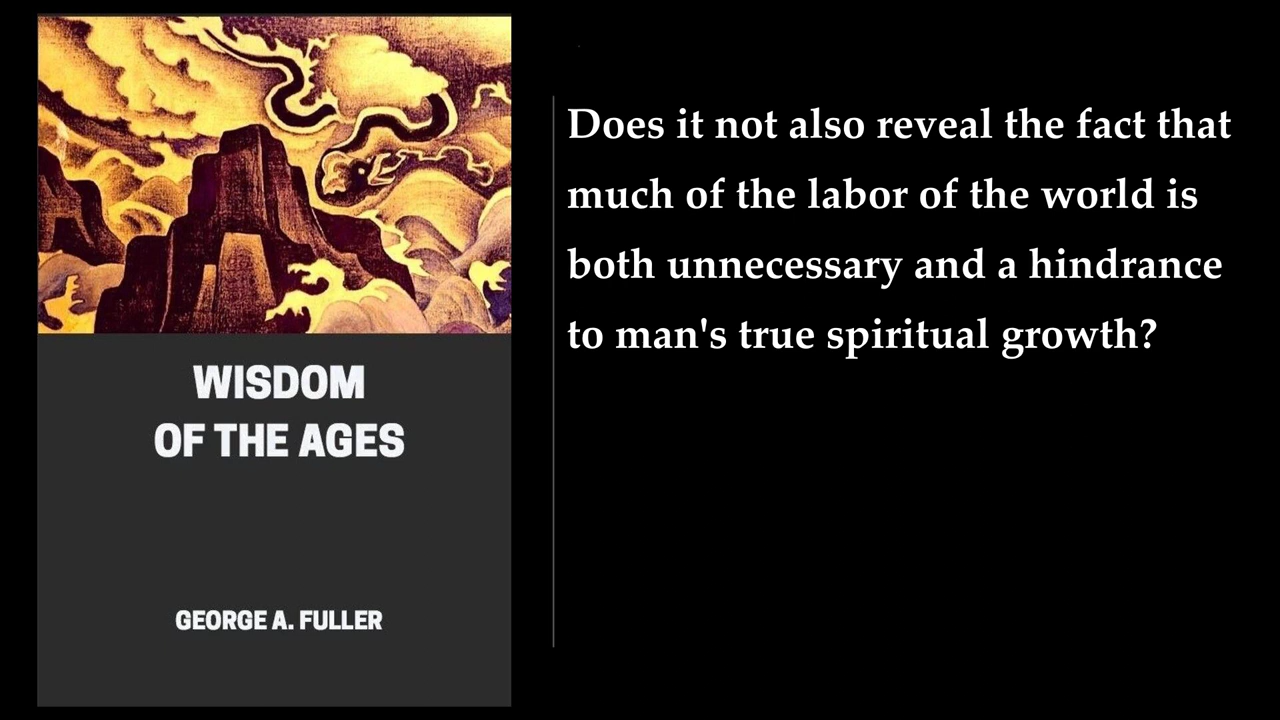 WISDOM
OF THE AGES
GEORGE A. FULLER
Does it not also reveal the fact that
much of the labor of the world is
both unnecessary and a hindrance
to man's true spiritual growth?